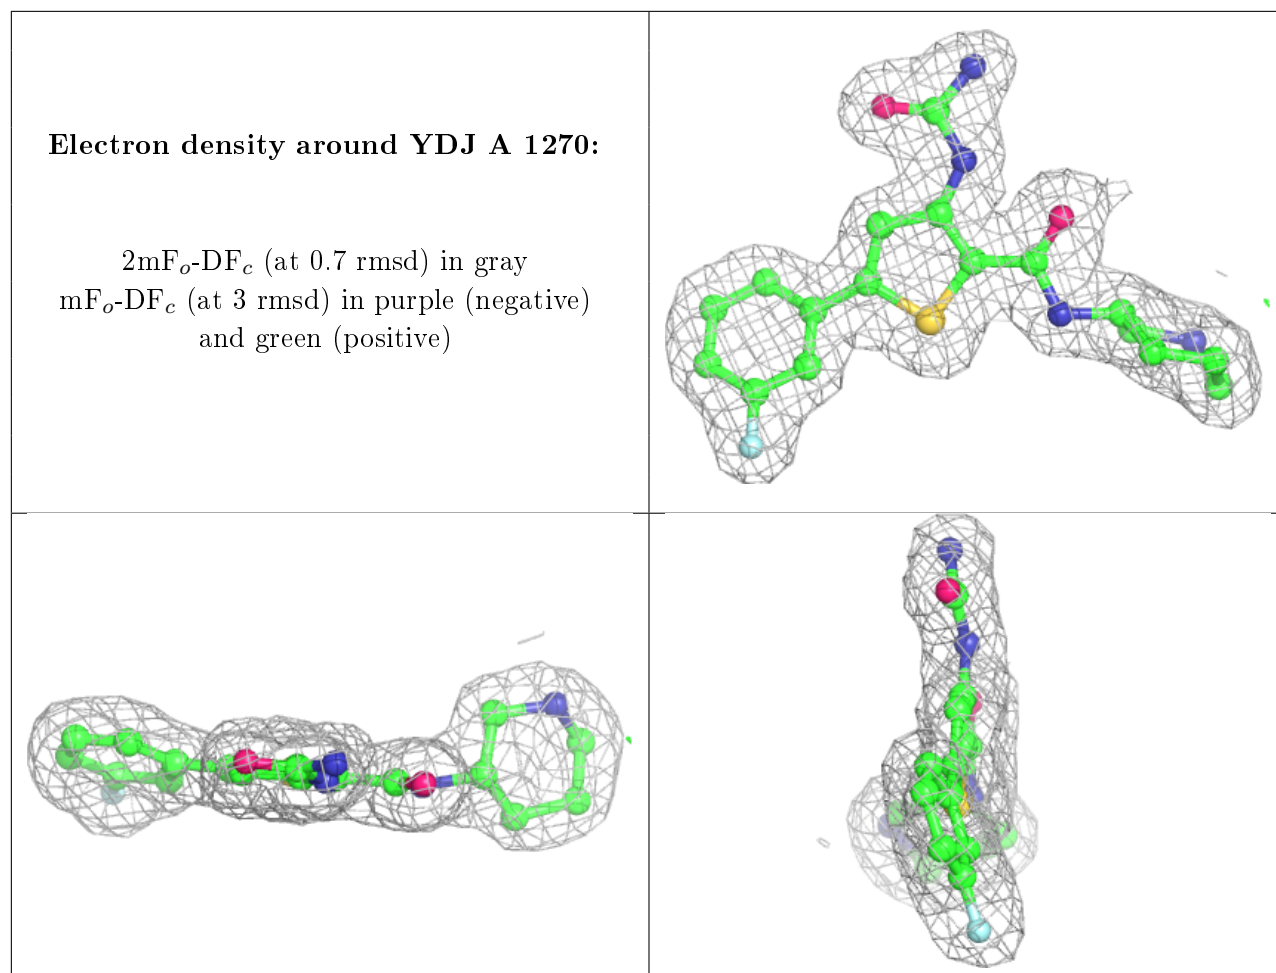 Electron density around YDJ A 1270:
2mFo-DFc (at 0.7 rmsd) in gray
mFo-DFc (at 3 rmsd) in purple (negative)
and green (positive)